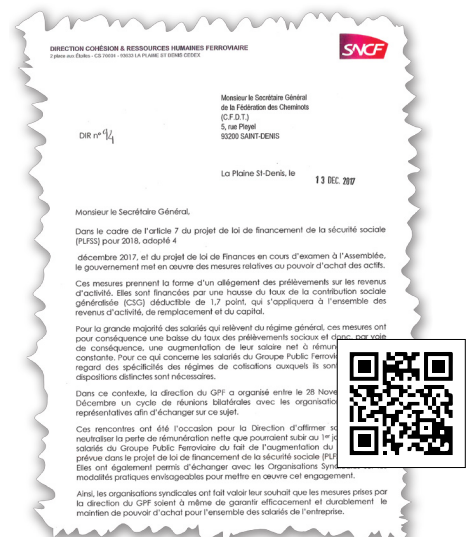 DIRECTION COHÉSION & RESSOURCES HUMAINES FERROVIAIRE
2 place aux Étoiles - CS 70001 - 93633 LA PLAINE ST DENIS CEDEX
SNCF
Monsieur le Secrétaire Général
de la Fédération des Cheminots
(C.F.D.T.)
5, rue Pleyel
93200 SAINT-DENIS
DIR n° 94
La Plaine St-Denis, le 13 DEC. 2017
Monsieur le Secrétaire Général,
Dans le cadre de l'article 7 du projet de loi de financement de la sécurité sociale
(PLFSS) pour 2018, adopté 4
décembre 2017, et du projet de loi de Finances en cours d'examen à l'Assemblée,
le gouvernement met en œuvre des mesures relatives au pouvoir d'achat des actifs.
Ces mesures prennent la forme d'un allégement des prélèvements sur les revenus
d'activité. Elles sont financées par une hausse du taux de la contribution sociale
généralisée (CSG) déductible de 1,7 point, qui s'appliquera à l'ensemble des
revenus d'activité, de remplacement et du capital.
Pour la grande majorité des salariés qui relèvent du régime général, ces mesures ont
pour conséquence une baisse du taux des prélèvements sociaux et donc, par voie
de conséquence, une augmentation de leur salaire net à
constante. Pour ce qui concerne les salariés du Groupe Public
regard des spécificités des régimes de cotisations auxquels ils
dispositions distinctes sont nécessaires.
Dans ce contexte, la direction du GPF a organisé entre le 28
Décembre un cycle de réunions bilatérales avec les
représentatives afin d'échanger sur ce sujet.
Ces rencontres ont été l'occasion pour la Direction d'affirmer
neutraliser la perte de rémunération nette que pourraient subir au 1er
salariés du Groupe Public Ferroviaire du fait de l'augmentation du
prévue dans le projet de loi de financement de la sécurité sociale
Elles ont également permis d'échanger avec les Organisations
modalités pratiques envisageables pour mettre en œuvre cet engagement.
Ainsi, les organisations syndicales ont fait valoir leur souhait que les mesures prises par
la direction du GPF soient à même de garantir efficacement et durablement le
maintien de pouvoir d'achat pour l'ensemble des salariés de l'entreprise.